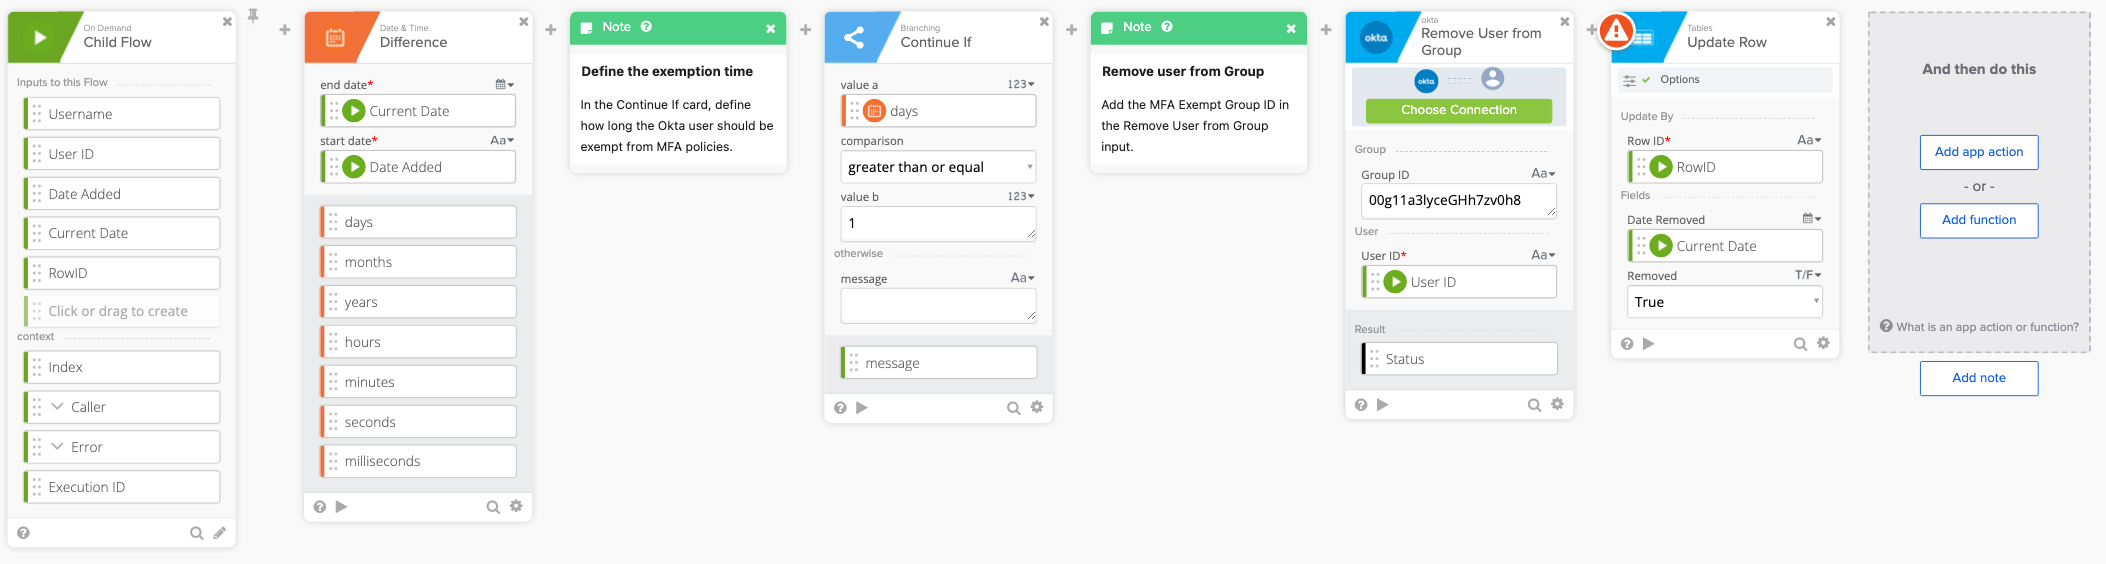 On Demand
Child Flow
Inputs to this Flow
Username
User ID
Date Added
Current Date
RowID
Click or drag to create
context
Index
Caller
Error
Execution ID
Date & Time
Difference
end date*
Current Date
start date*
Aa
Date Added
days
months
years
hours
minutes
seconds
milliseconds
Note
Define the exemption time
In the Continue If card, define
how long the Okta user should be
exempt from MFA policies.
Branching
Continue If
value a
123
days
comparison
greater than or equal
value b
123
1
otherwise
message
Aa
message
Note
Remove user from Group
Add the MFA Exempt Group ID in
the Remove User from Group
input.
okta
okta
Remove User from
Group
okta
Choose Connection
Group
Group ID
Aa
00g11a3lyceGHh7zv0h8
User
User ID*
Aa
User ID
Result
Status
Tables
Update Row
Options
Update By
Row ID*
Aa
RowID
Fields
Date Removed
Current Date
Removed
T/F
True
And then do this
Add app action
- or -
Add function
What is an app action or function?
Add note